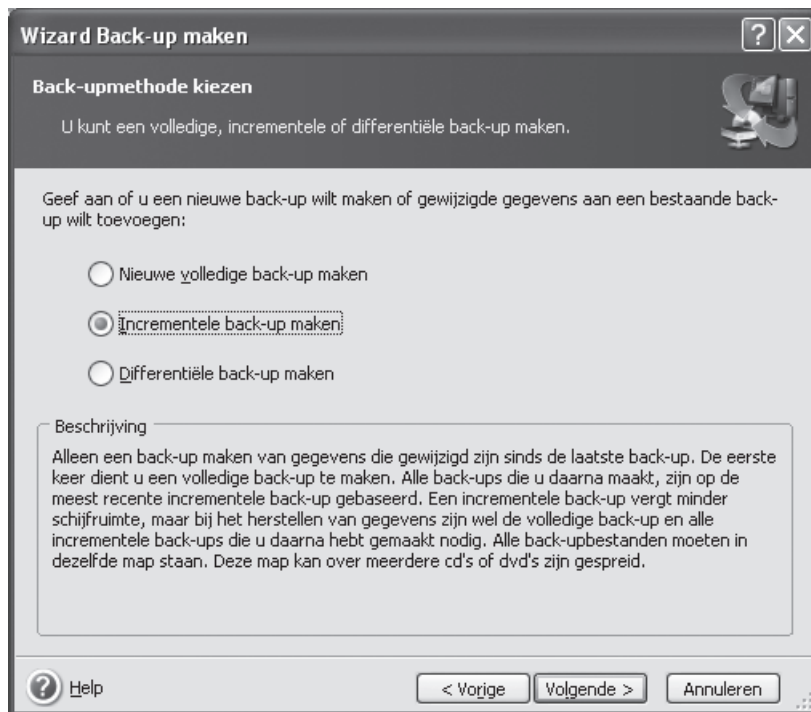 Wizard Back-up maken
Back-upmethode kiezen
U kunt een volledige, incrementele of differentiële back-up maken.
Geef aan of u een nieuwe back-up wilt maken of gewijzigde gegevens aan een bestaande back-
up wilt toevoegen:
Nieuwe volledige back-up maken
Incrementele back-up maken
Differentiële back-up maken
Beschrijving
Alleen een back-up maken van gegevens die gewijzigd zijn sinds de laatste back-up. De eerste
keer dient u een volledige back-up te maken. Alle back-ups die u daarna maakt, zijn op de
meest recente incrementele back-up gebaseerd. Een incrementele back-up vergt minder
schijfruimte, maar bij het herstellen van gegevens zijn wel de volledige back-up en alle
incrementele back-ups die u daarna hebt gemaakt nodig. Alle back-upbestanden moeten in
dezelfde map staan. Deze map kan over meerdere cd's of dvd's zijn gespreid.
Help
< Vorige
Volgende >
Annuleren